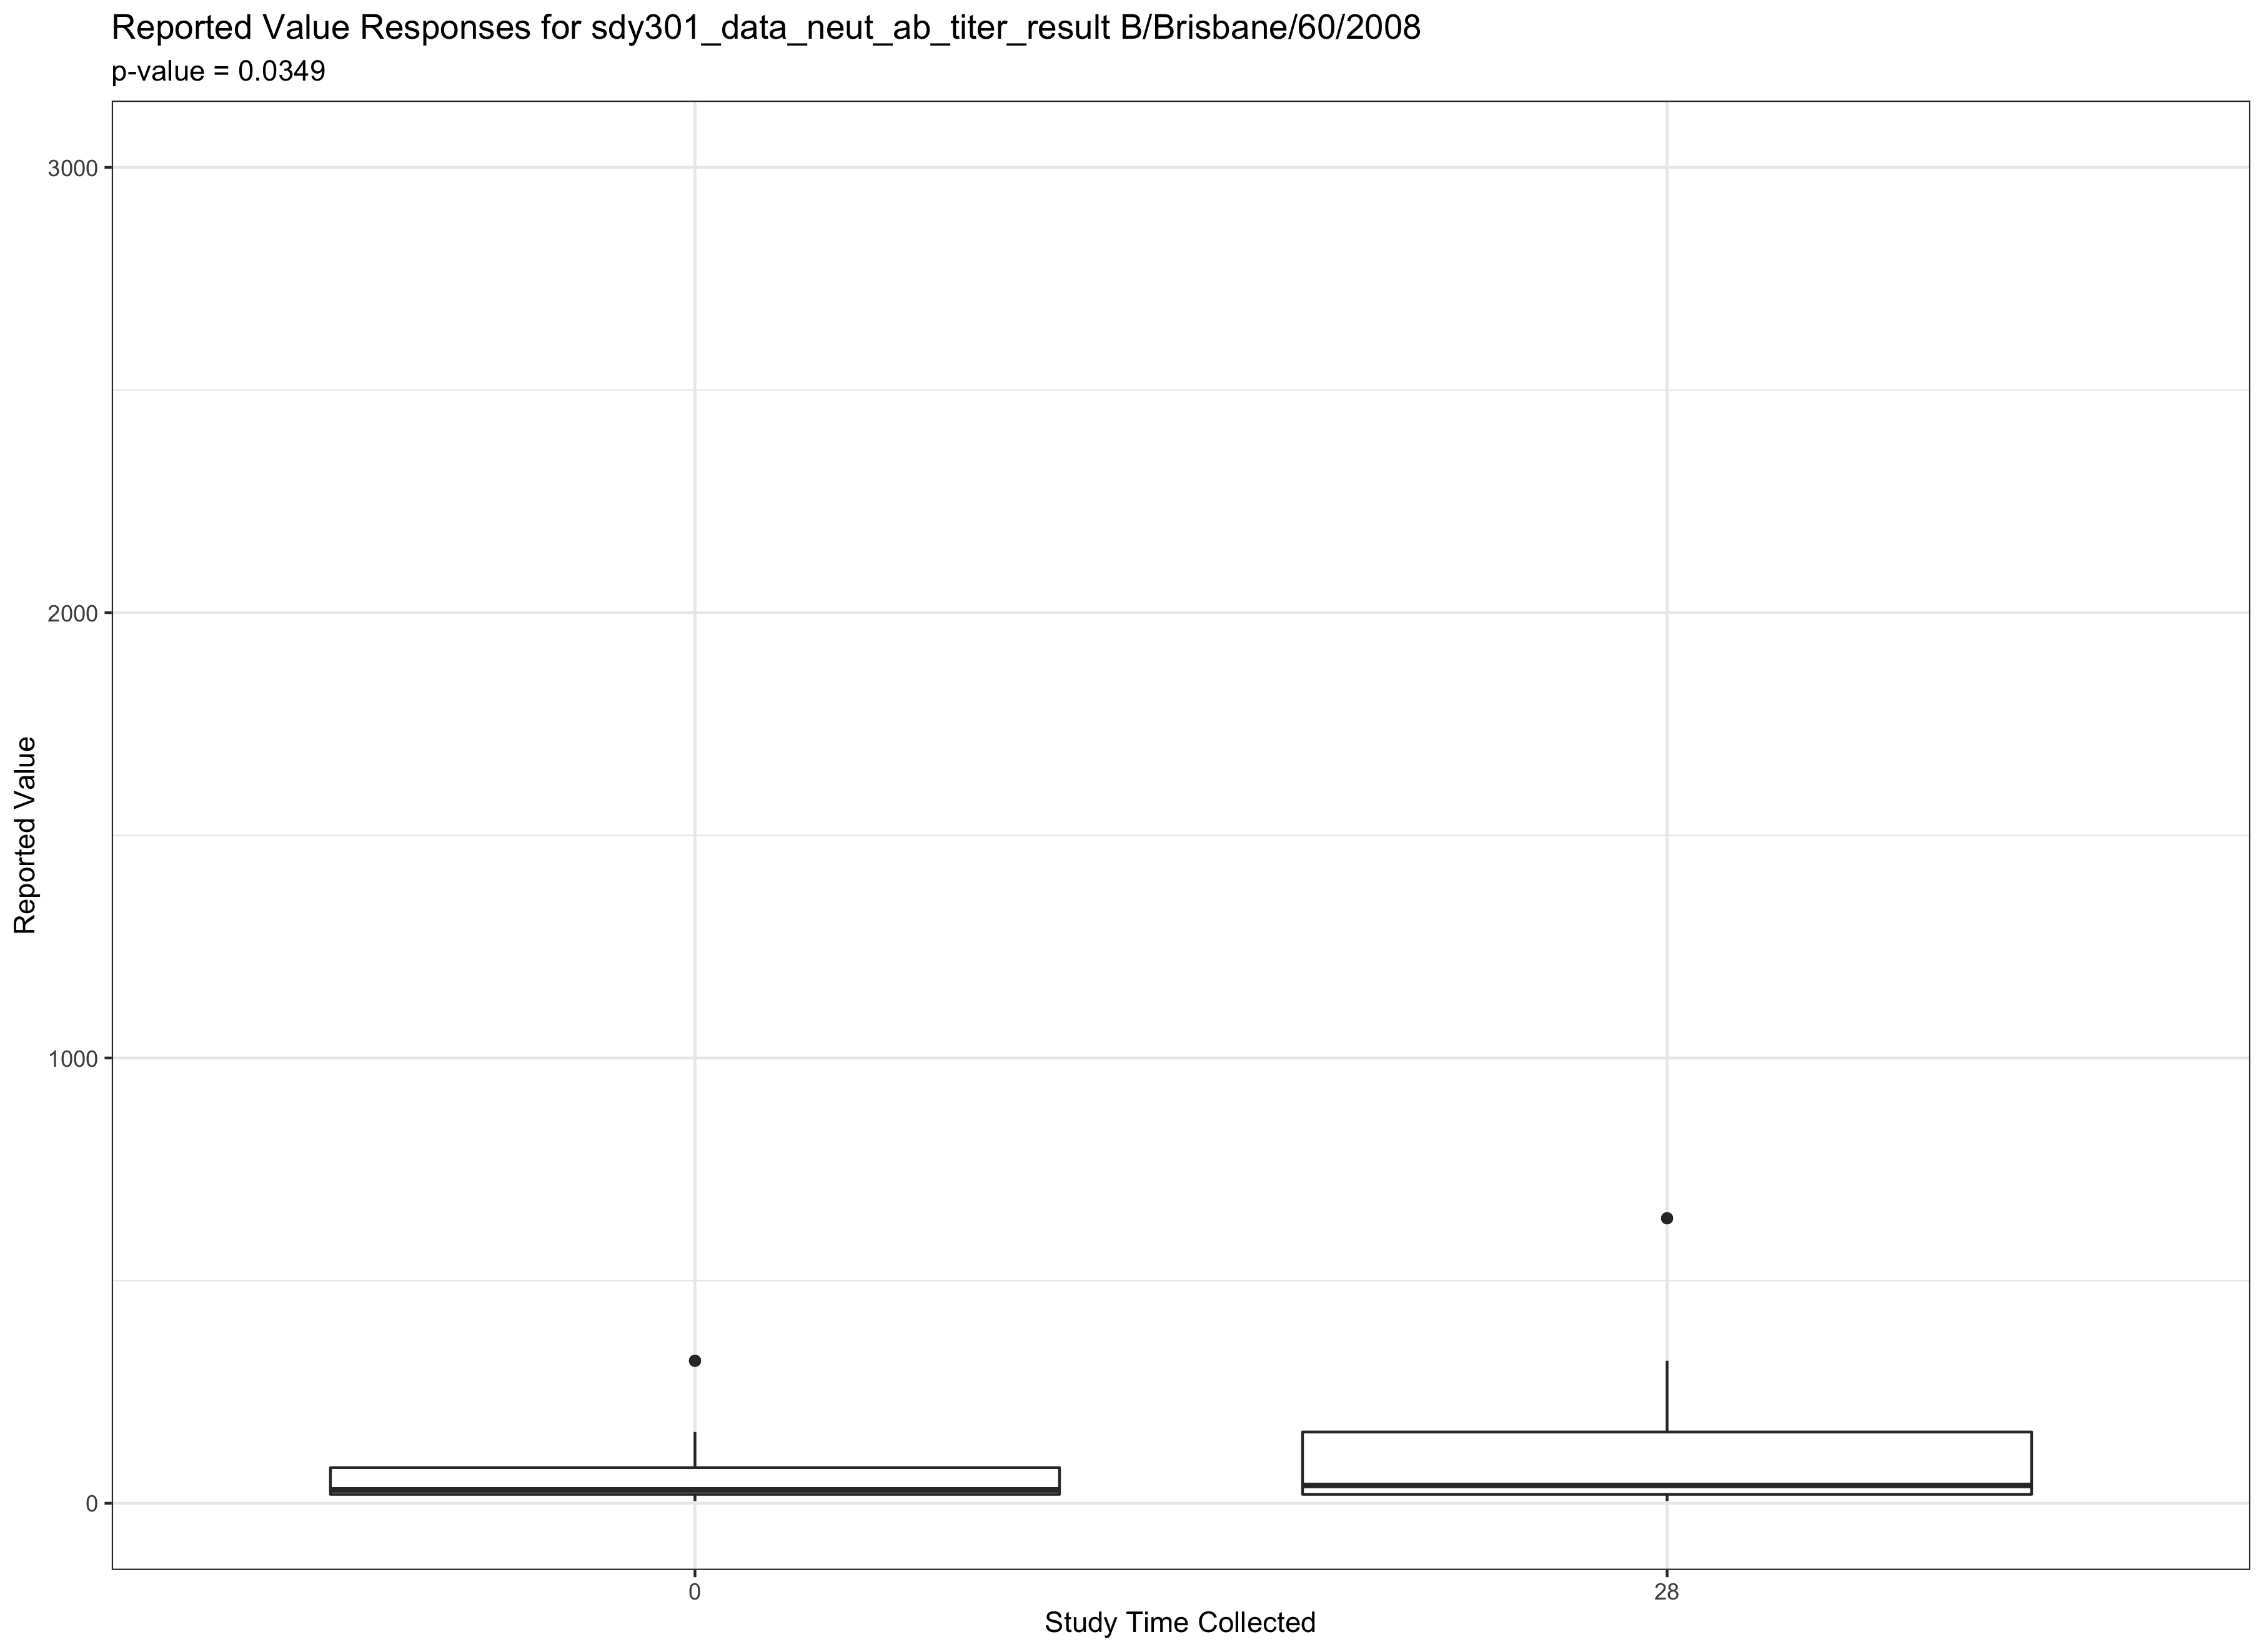 Reported Value Responses for sdy301_data_neut_ab_titer_result B/Brisbane/60/2008
p-value = 0.0349
3000
2000
1000
0
Reported Value
0 28
Study Time Collected